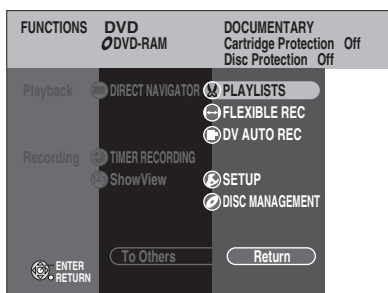 FUNCTIONS DVD DOCUMENTARY
DVD-RAM Cartridge Protection Off
Disc Protection Off
Playback DIRECT NAVIGATOR PLAYLISTS
FLEXIBLE REC
DV AUTO REC
Recording TIMER RECORDING
ShowView SETUP
DISC MANAGEMENT
To Others Return
ENTER
RETURN